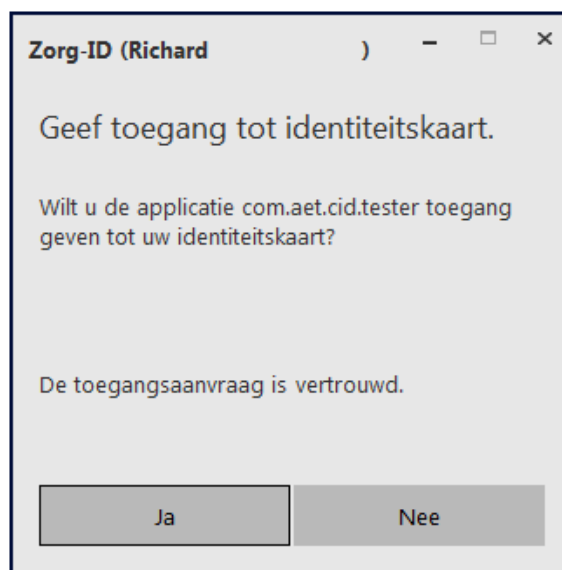 Zorg-ID (Richard )
Geef toegang tot identiteitskaart.
Wilt u de applicatie com.aet.cid.tester toegang
geven tot uw identiteitskaart?
De toegangsaanvraag is vertrouwd.
Ja
Nee